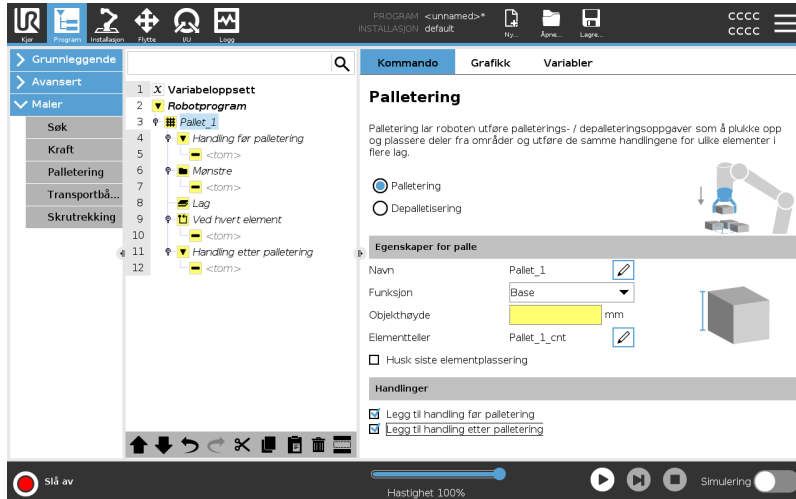 UR
PROGRAM <unnamed>*
INSTALLASJON default
cccc
cccc
Kjør Program Installasjon Flytte I/U Logg Ny... Åpne... Lagre...
Grunnleggende
Avansert
Maler
Søk
Kraft
Palletering
Transportbå...
Skrutrekking
1 X Variabeloppsett
2 Robotprogram
3 Pallet_1
4 Handling før palletering
5 <tom>
6 Mønstre
7 <tom>
8 Lag
9 Ved hvert element
10 <tom>
11 Handling etter palletering
12 <tom>
Kommando Grafikk Variabler
Palletering
Palletering lar roboten utføre palleterings- / depalleteringsoppgaver som å plukke opp
og plassere deler fra områder og utføre de samme handlingene for ulike elementer i
flere lag.
Palletering
Depalletisering
Egenskaper for palle
Navn Pallet_1
Funksjon Base
Objekthøyde mm
Elementteller Pallet_1_cnt
Husk siste elementplassering
Handlinger
Legg til handling før palletering
Legg til handling etter palletering
Slå av
Hastighet 100%
Simulering